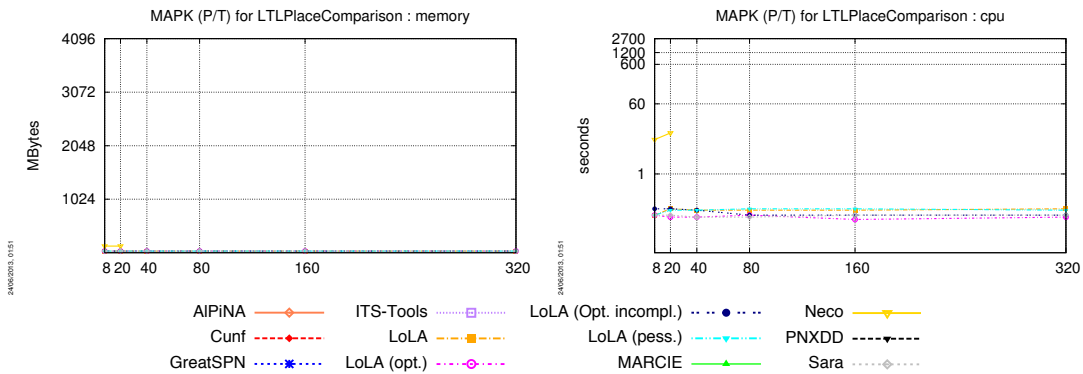 MAPK (P/T) for LTLPlaceComparison : memory
4096
3072
2048
1024
MBytes
8 20 40 80 160 320
24/06/2013, 01:51
MAPK (P/T) for LTLPlaceComparison : cpu
2700
1200
600
60
1
seconds
8 20 40 80 160 320
24/06/2013, 01:51
AlPiNA
Cunf
GreatSPN
ITS-Tools
LoLA
LoLA (opt.)
LoLA (Opt. incompl.)
LoLA (pess.)
MARCIE
Neco
PNXDD
Sara